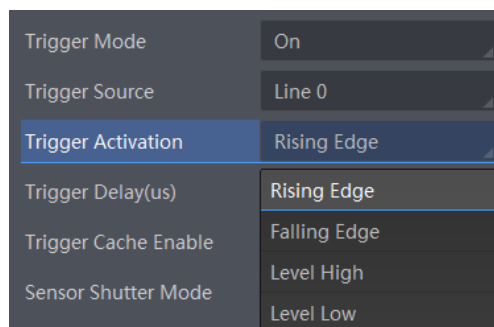 Trigger Mode On
Trigger Source Line 0
Trigger Activation Rising Edge
Trigger Delay(us) Rising Edge
Trigger Cache Enable Falling Edge
Level High
Sensor Shutter Mode
Level Low